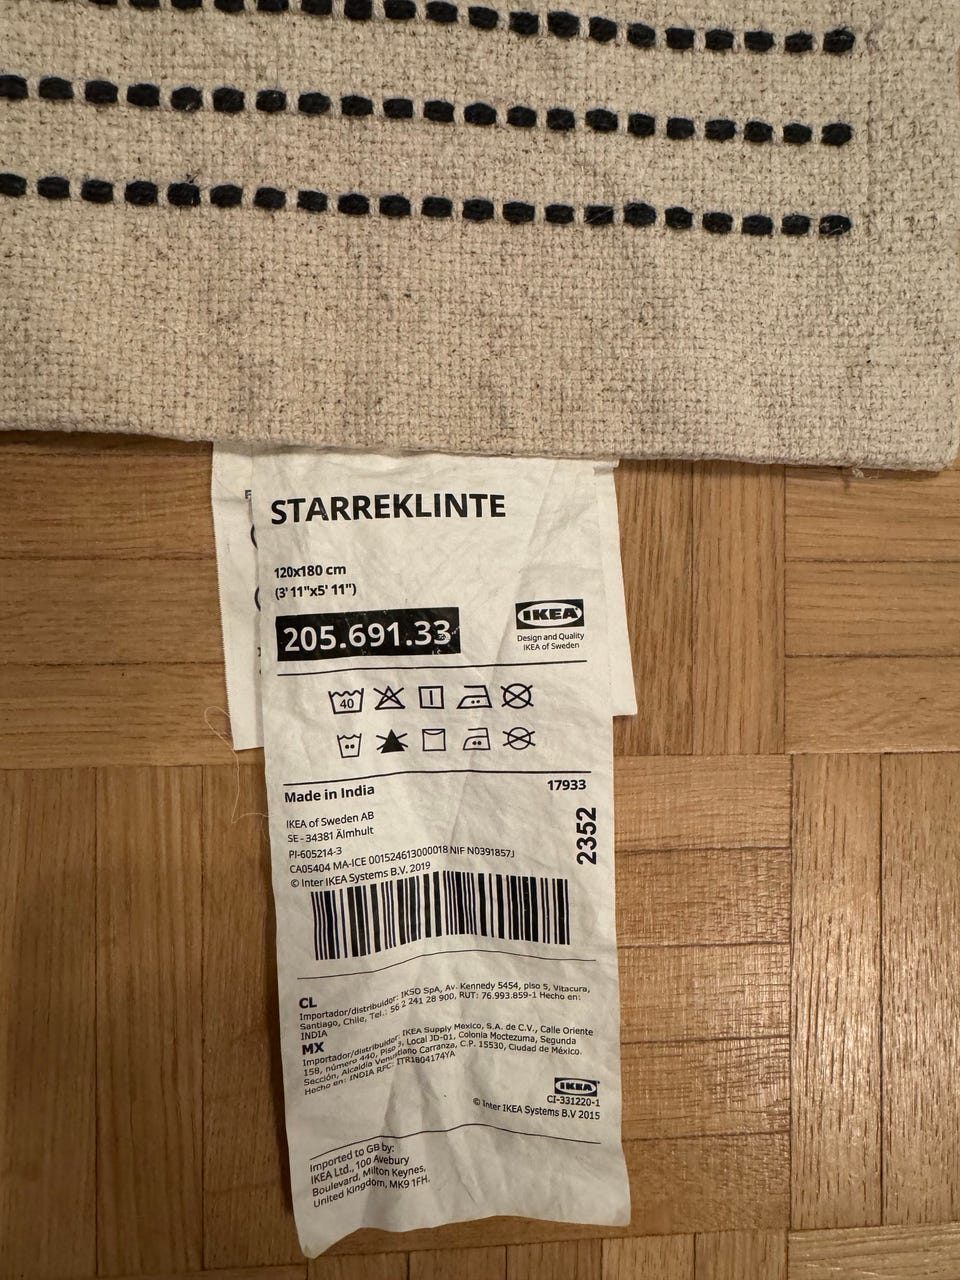 STARREKLINTE
120x180 cm
(3' 11"x5' 11")
205.691.33
IKEA
Design and Quality
IKEA of Sweden
40
Made in India
17933
2352
IKEA of Sweden AB
SE - 34381 Älmhult
PI-605214-3
CA05404 MA-ICE 001524613000018 NIF N0391857J
© Inter IKEA Systems B.V. 2019
CL
Importador/distribuidor: IKSO SpA, Av. Kennedy 5454, piso 5, Vitacura,
Santiago, Chile, Tel.: 56 2 241 28 900, RUT: 76.993.859-1 Hecho en:
INDIA
MX
Importador/distribuidor: IKEA Supply México, S.A. de C.V., Calle Oriente
158, número 440, Piso 3, Local JD-01, Colonia Moctezuma, Segunda
Sección, Alcaldía Venustiano Carranza, C.P. 15530, Ciudad de México.
Hecho en: INDIA RFC: ITR1804174YA
IKEA
CI-331220-1
© Inter IKEA Systems B.V 2015
Imported to GB by:
IKEA Ltd., 100 Avebury
Boulevard, Milton Keynes,
United Kingdom, MK9 1FH.